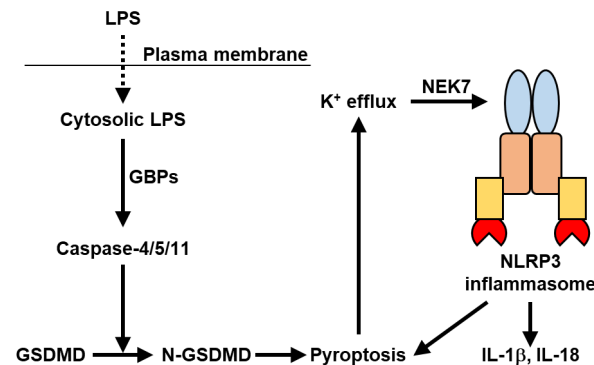 LPS
Plasma membrane
Cytosolic LPS
GBPs
Caspase-4/5/11
GSDMD
N-GSDMD
Pyroptosis
K⁺ efflux
NEK7
NLRP3
inflammasome
IL-1β, IL-18